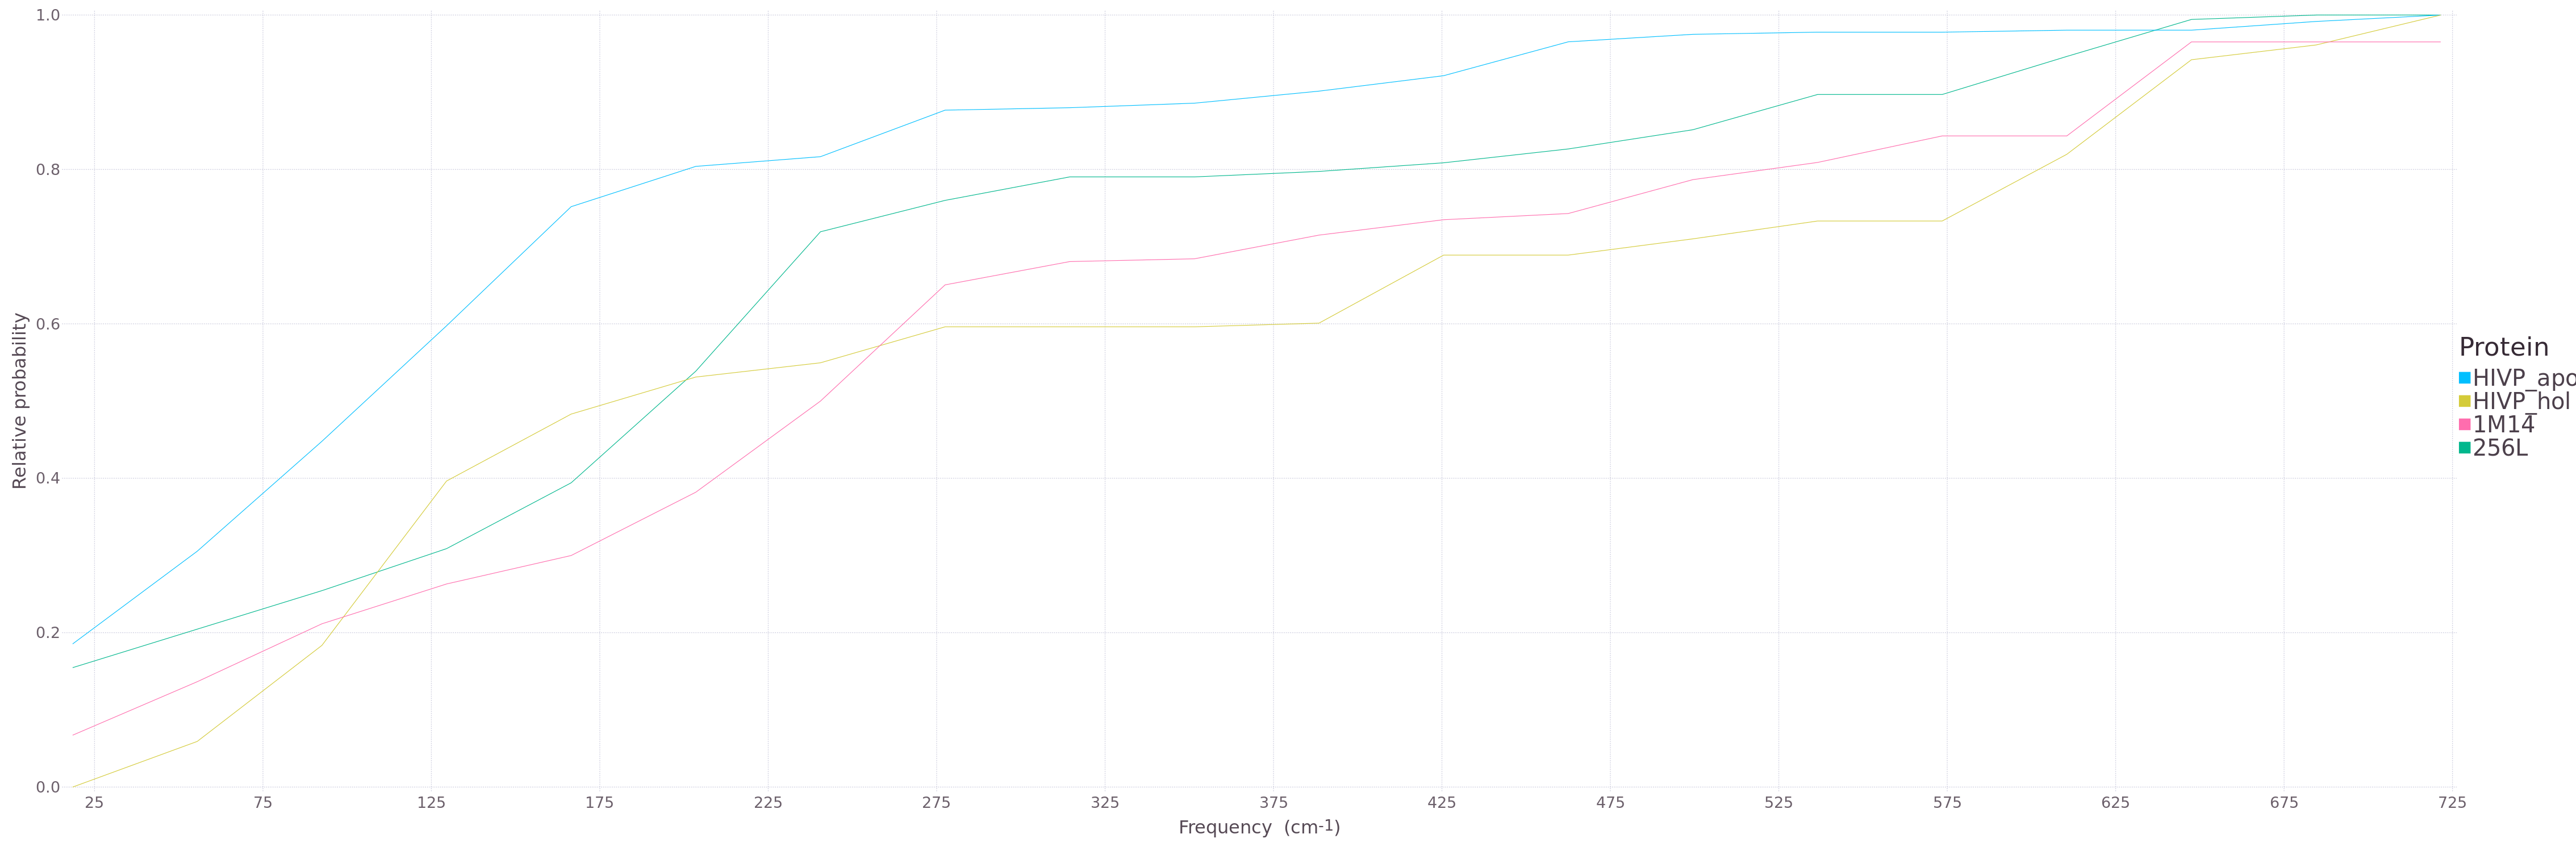 1.0
0.8
0.6
0.4
0.2
0.0
Relative probability
25 75 125 175 225 275 325 375 425 475 525 575 625 675 725
Frequency (cm-1)
Protein
HIVP_apo
HIVP_hol
1M14
256L